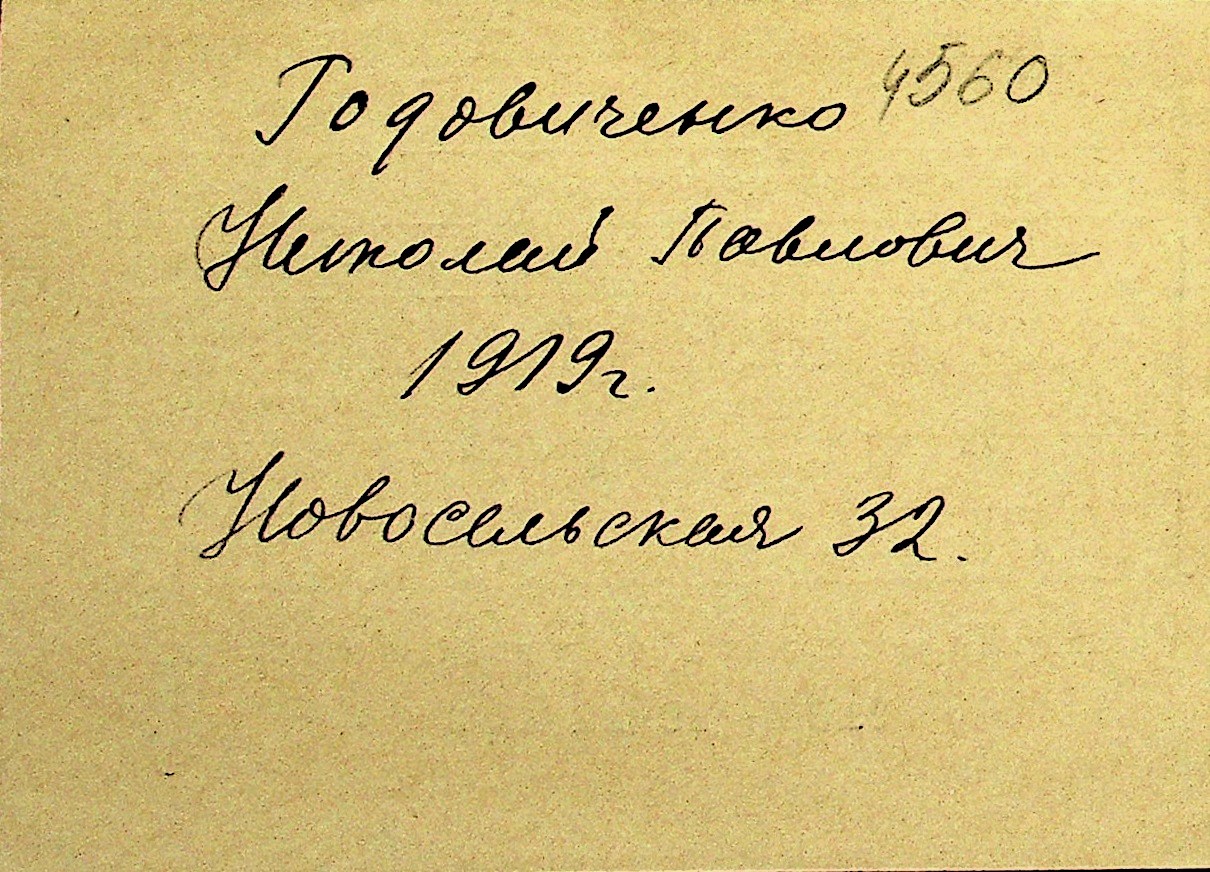 Годовиченко 4560
Николай Павлович
1919г.
Новосельская 32.